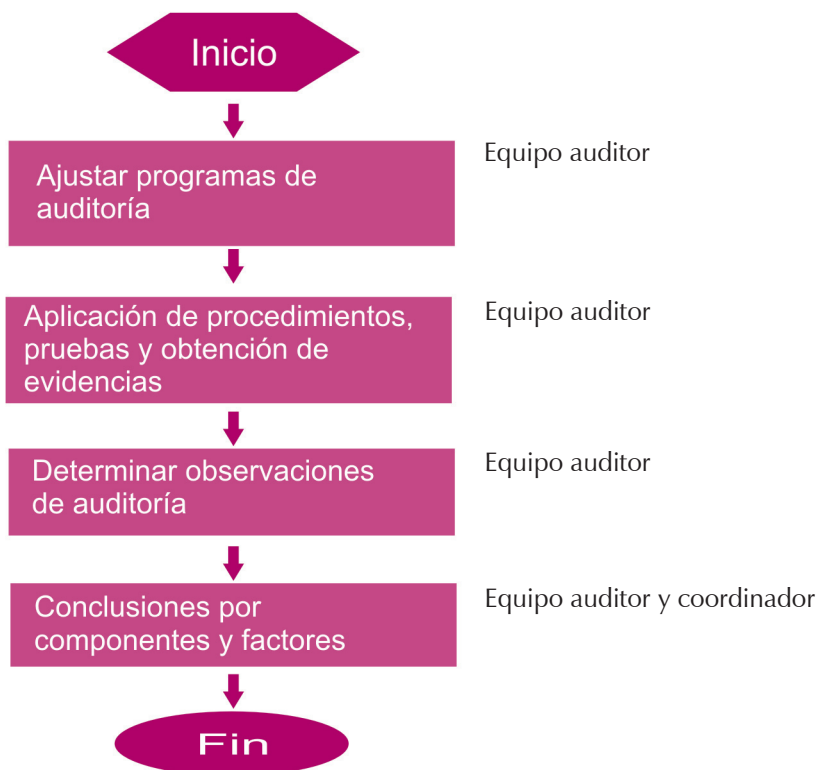 Inicio
Ajustar programas de
auditoría
Equipo auditor
Aplicación de procedimientos,
pruebas y obtención de
evidencias
Equipo auditor
Determinar observaciones
de auditoría
Equipo auditor
Conclusiones por
componentes y factores
Equipo auditor y coordinador
Fin